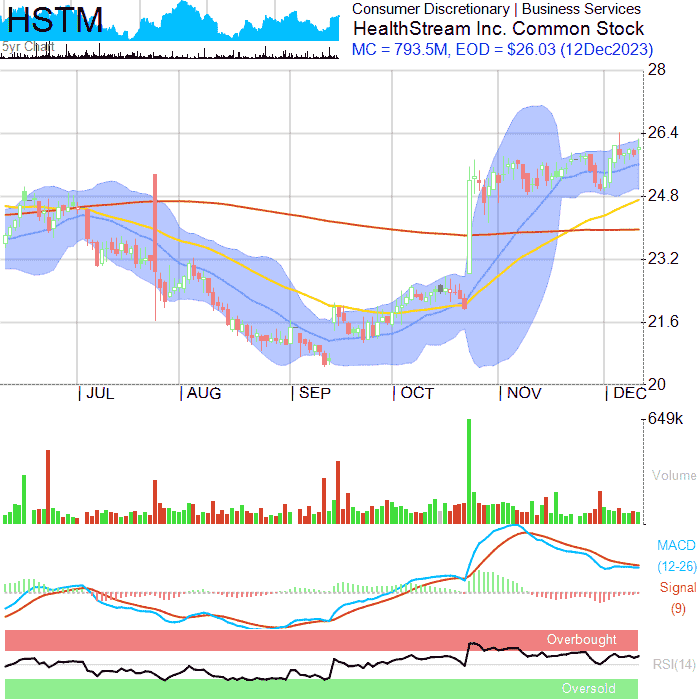 HSTM
5yr Chart
Consumer Discretionary | Business Services
HealthStream Inc. Common Stock
MC = 793.5M, EOD = $26.03 (12Dec2023)
28
26.4
24.8
23.2
21.6
20
| JUL | AUG | SEP | OCT | NOV | DEC
649k
Volume
MACD
(12-26)
Signal
(9)
Overbought
RSI(14)
Oversold